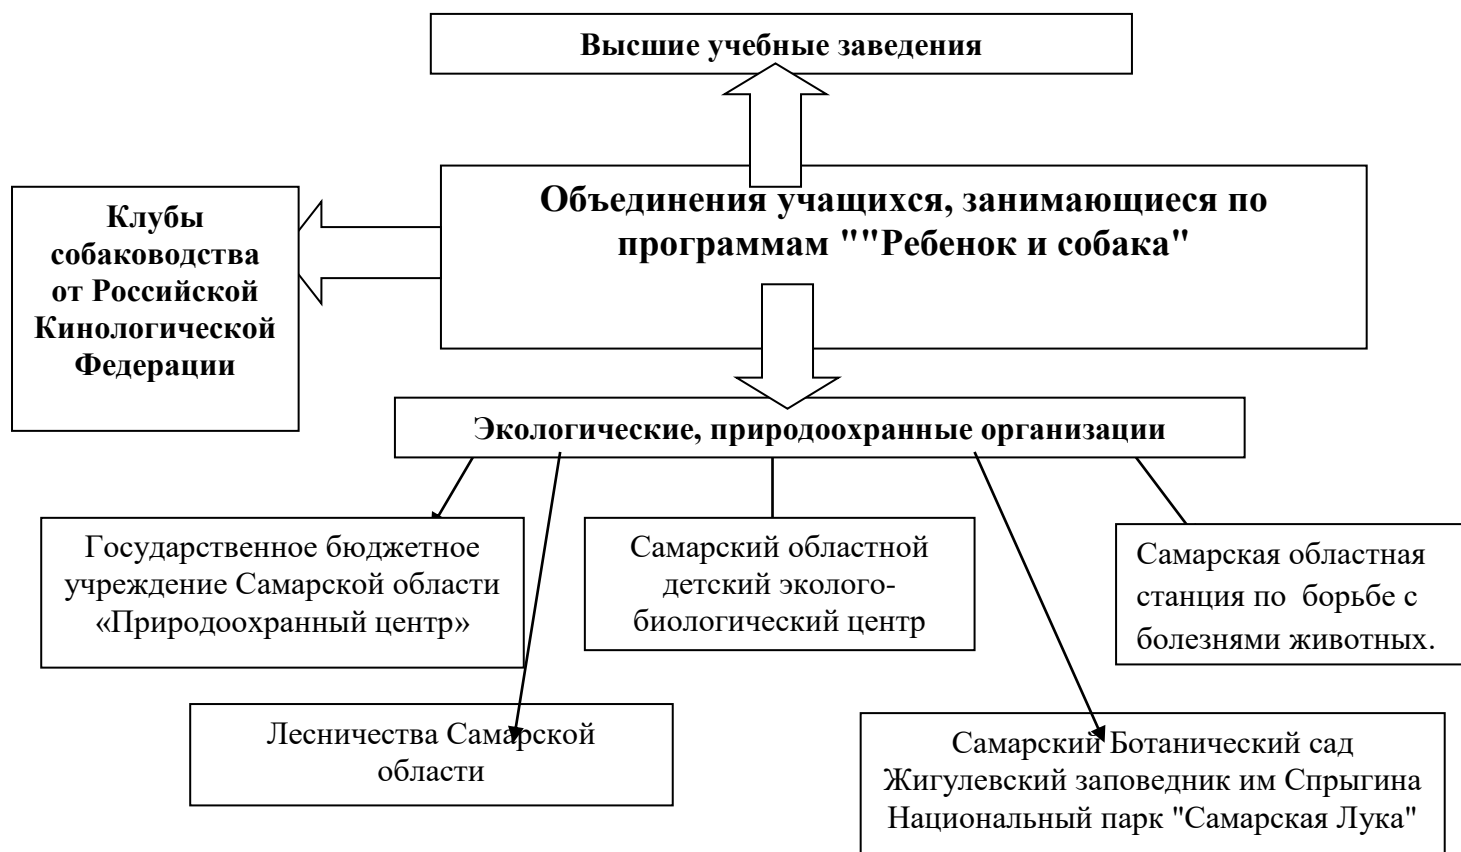 Высшие учебные заведения
Объединения учащихся, занимающиеся по
программам ""Ребенок и собака"
Клубы
собаководства
от Российской
Кинологической
Федерации
Экологические, природоохранные организации
Государственное бюджетное
учреждение Самарской области
«Природоохранный центр»
Самарский областной
детский эколого-
биологический центр
Самарская областная
станция по  борьбе с
болезнями животных.
Лесничества Самарской
области
Самарский Ботанический сад
Жигулевский заповедник им Спрыгина
Национальный парк "Самарская Лука"